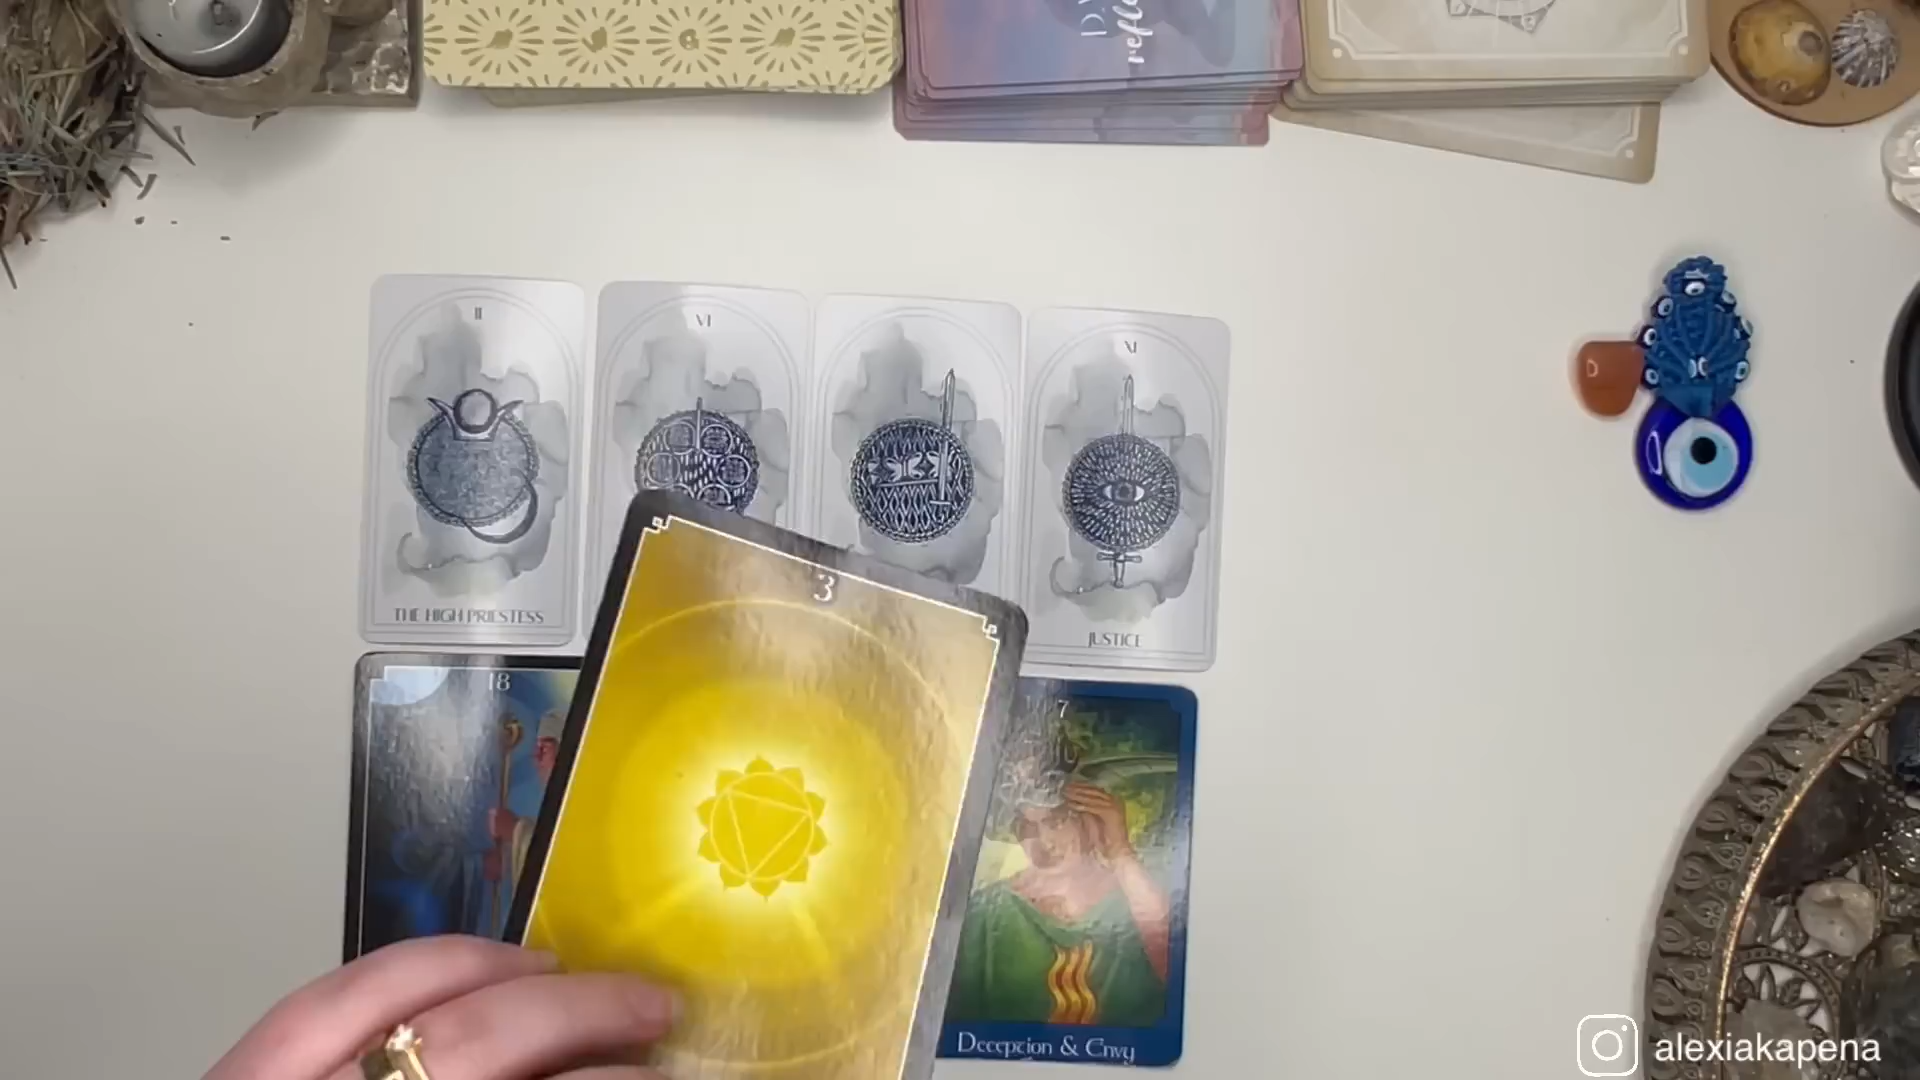 II
VI
XI
THE HIGH PRIESTESS
JUSTICE
3
18
7
Deception & Envy
alexiakapena